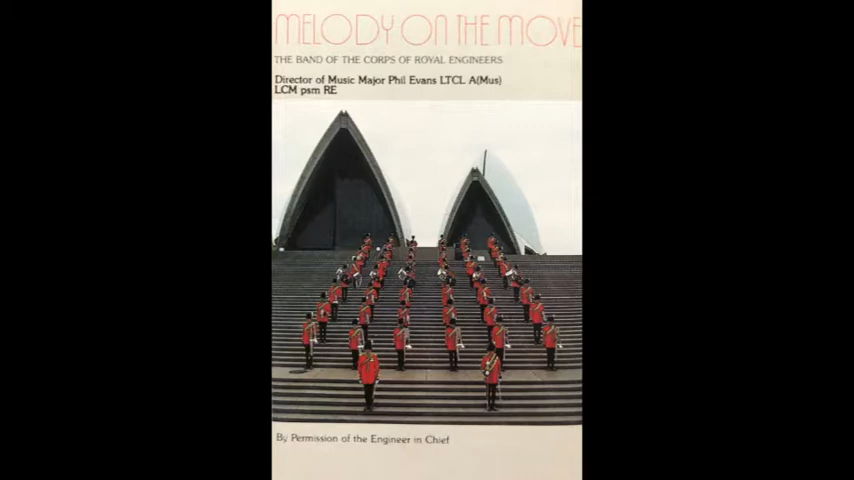 MELODY ON THE MOVE
THE BAND OF THE CORPS OF ROYAL ENGINEERS
Director of Music Major Phil Evans LTCL A(Mus)
LCM psm RE
By Permission of the Engineer in Chief